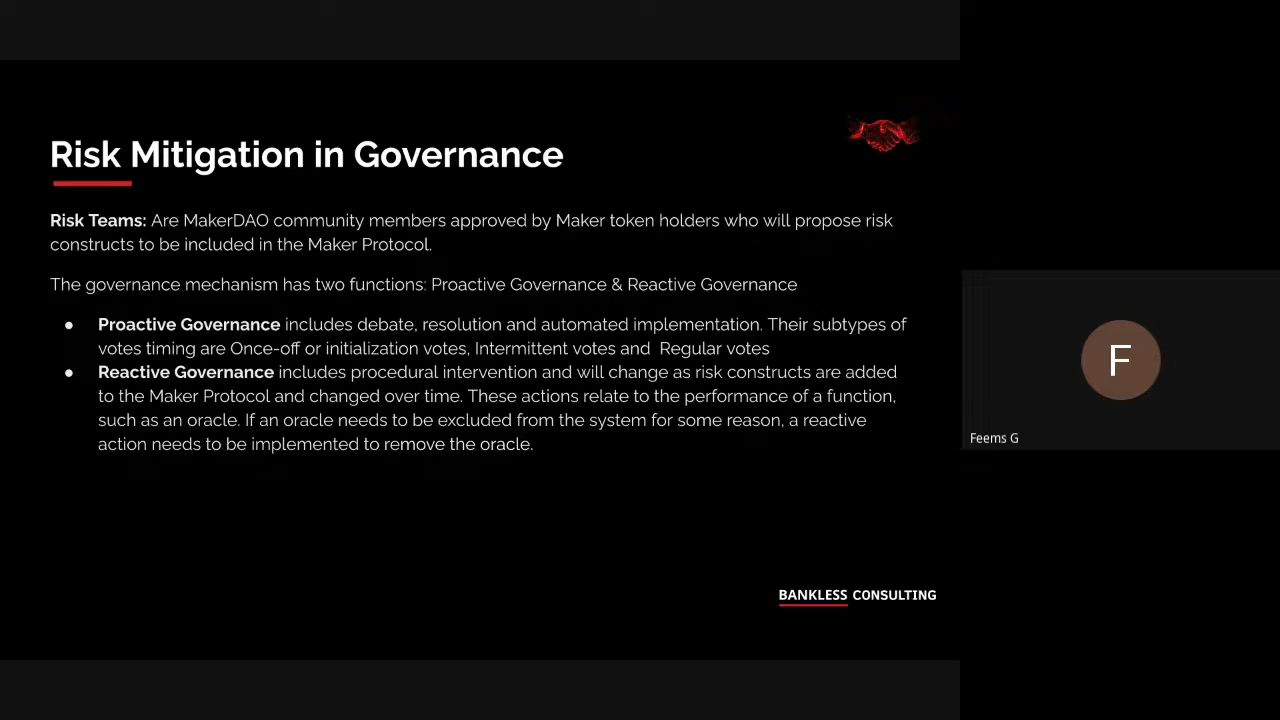 Risk Mitigation in Governance
Risk Teams: Are MakerDAO community members approved by Maker token holders who will propose risk
constructs to be included in the Maker Protocol.
The governance mechanism has two functions: Proactive Governance & Reactive Governance
● Proactive Governance includes debate, resolution and automated implementation. Their subtypes of
votes timing are Once-off or initialization votes, Intermittent votes and  Regular votes
● Reactive Governance includes procedural intervention and will change as risk constructs are added
to the Maker Protocol and changed over time. These actions relate to the performance of a function,
such as an oracle. If an oracle needs to be excluded from the system for some reason, a reactive
action needs to be implemented to remove the oracle.
BANKLESS CONSULTING
F
Feems G